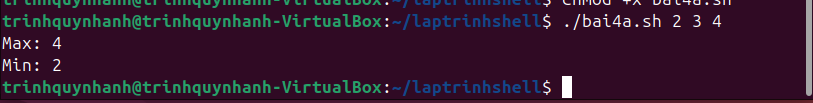 trinhquynhanh@trinhquynhanh-VirtualBox:~/laptrinhshell$ chmod +x bai4a.sh
trinhquynhanh@trinhquynhanh-VirtualBox:~/laptrinhshell$ ./bai4a.sh 2 3 4
Max: 4
Min: 2
trinhquynhanh@trinhquynhanh-VirtualBox:~/laptrinhshell$